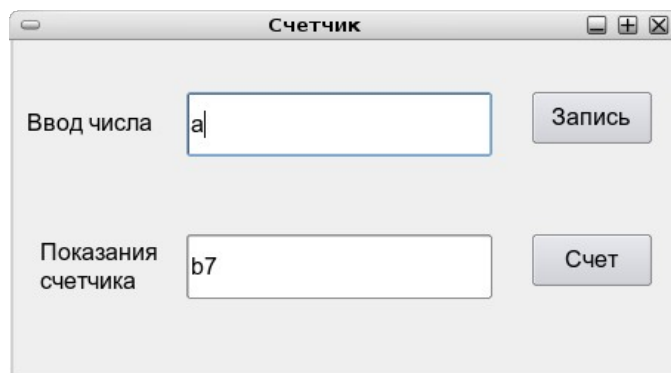 Счетчик
Ввод числа
a
Запись
Показания
счетчика
b7
Счет